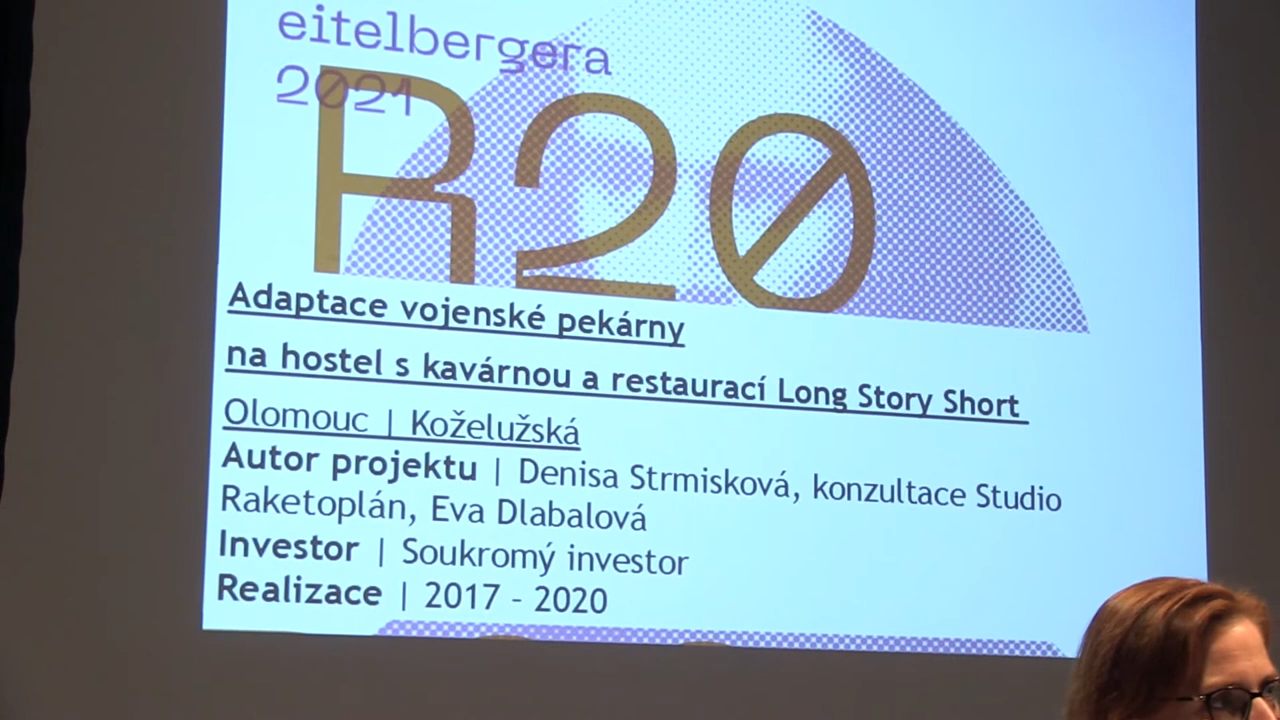 eitelbergera
2021
R20
Adaptace vojenské pekárny
na hostel s kavárnou a restaurací Long Story Short
Olomouc | Koželužská
Autor projektu | Denisa Strmisková, konzultace Studio
Raketoplán, Eva Dlabalová
Investor | Soukromý investor
Realizace | 2017 - 2020